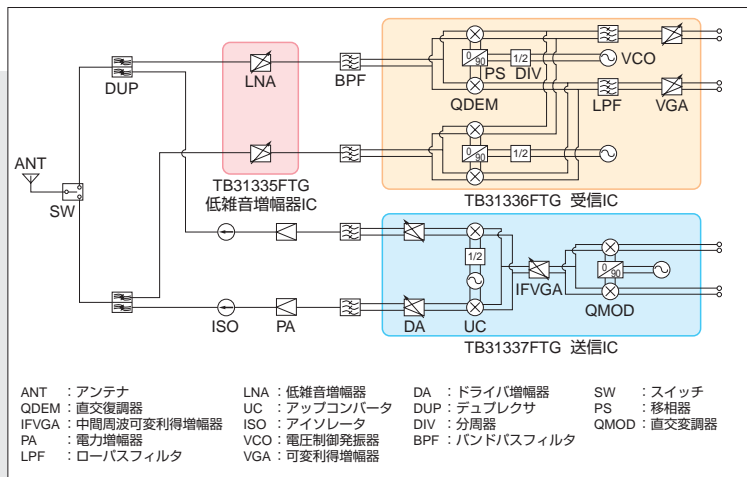 DUP
LNA
BPF
0
90
PS
1/2
DIV
VCO
QDEM
LPF
VGA
ANT
SW
TB31335FTG
低雑音増幅器IC
0
90
1/2
TB31336FTG 受信IC
1/2
IFVGA
0
90
QMOD
ISO
PA
DA
UC
TB31337FTG 送信IC
ANT :アンテナ
QDEM :直交復調器
IFVGA :中間周波可変利得増幅器
PA :電力増幅器
LPF :ローパスフィルタ
LNA :低雑音増幅器
UC :アップコンバータ
ISO :アイソレータ
VCO :電圧制御発振器
VGA :可変利得増幅器
DA :ドライバ増幅器
DUP :デュプレクサ
DIV :分周器
BPF :バンドパスフィルタ
SW :スイッチ
PS :移相器
QMOD :直交変調器